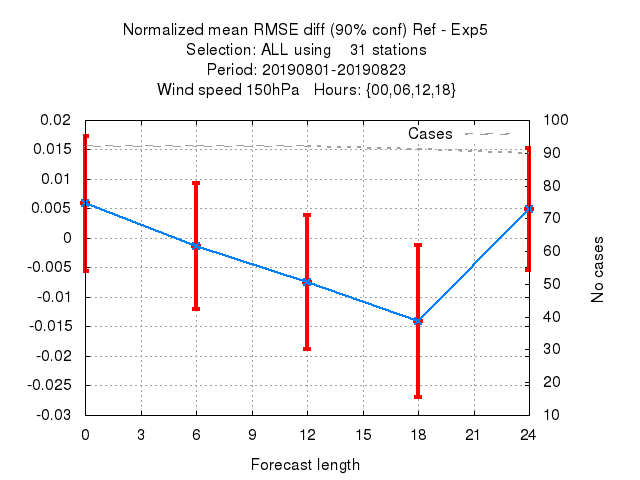 Normalized mean RMSE diff (90% conf) Ref - Exp5
Selection: ALL using    31 stations
Period: 20190801-20190823
Wind speed 150hPa   Hours: {00,06,12,18}
Cases
0.02
0.015
0.01
0.005
0
-0.005
-0.01
-0.015
-0.02
-0.025
-0.03
100
90
80
70
60
50
40
30
20
10
No cases
0 3 6 9 12 15 18 21 24
Forecast length